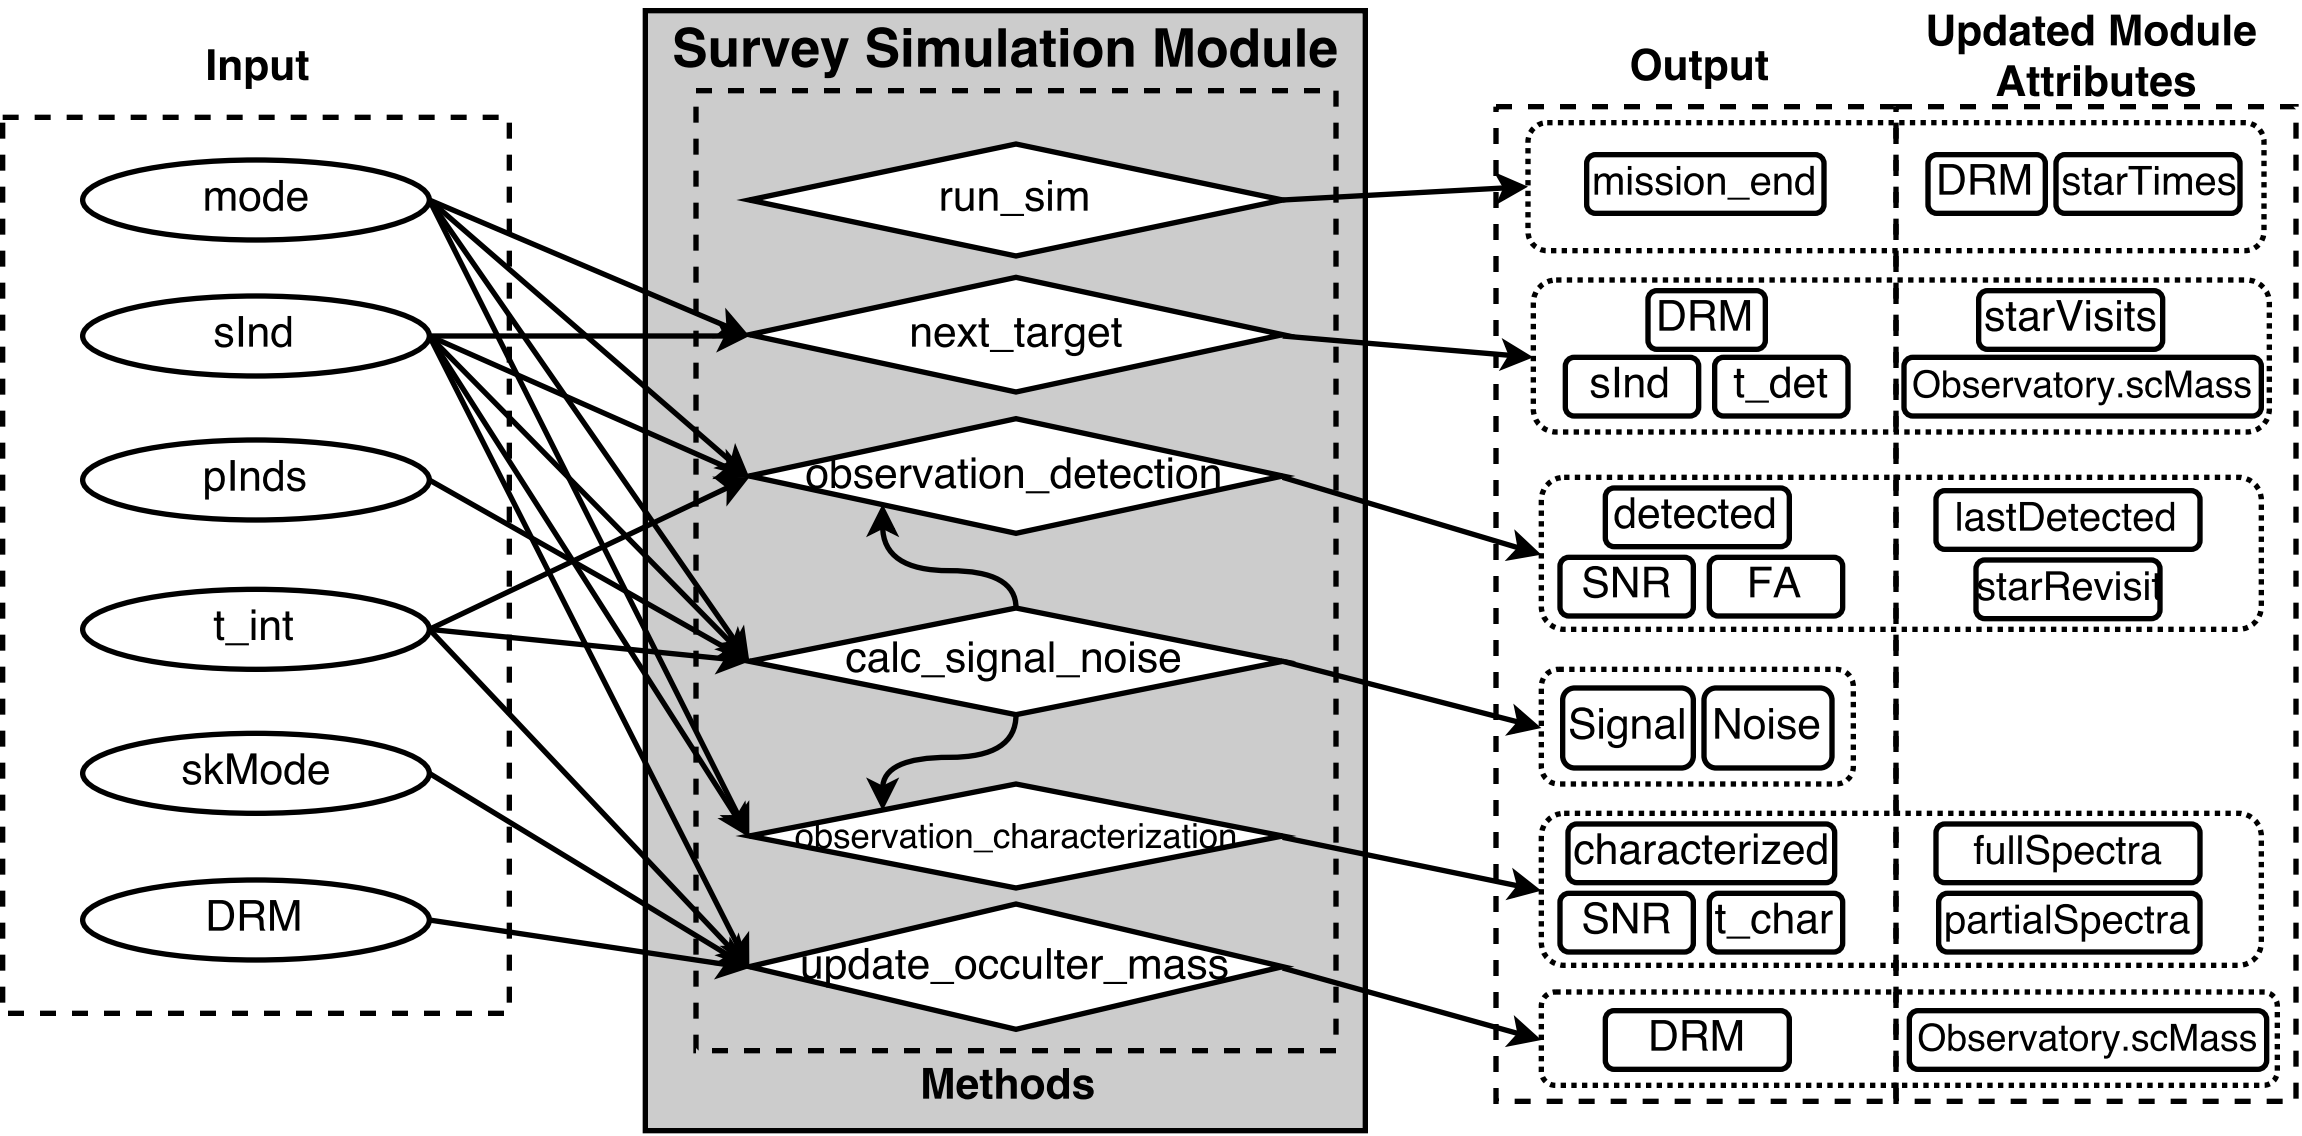 Input
mode
sInd
pInds
t_int
skMode
DRM
Survey Simulation Module
run_sim
next_target
observation_detection
calc_signal_noise
observation_characterization
update_occulter_mass
Methods
Output
Updated Module
Attributes
mission_end
DRM
starTimes
DRM
starVisits
sInd
t_det
Observatory.scMass
detected
lastDetected
SNR
FA
starRevisit
Signal
Noise
characterized
fullSpectra
SNR
t_char
partialSpectra
DRM
Observatory.scMass